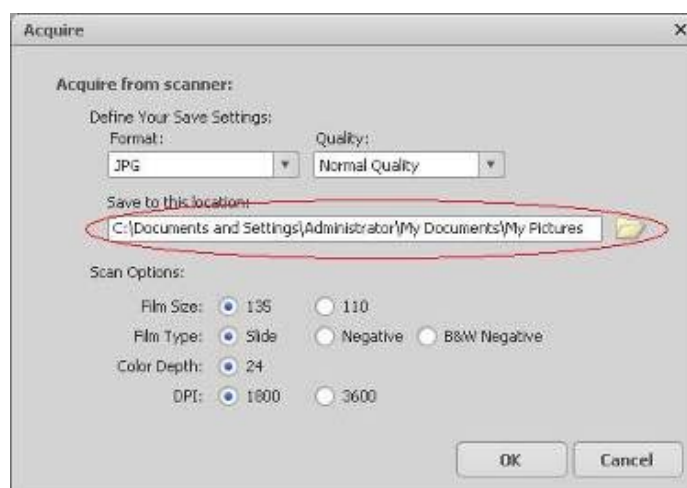 Acquire
Acquire from scanner:
Define Your Save Settings:
Format: Quality:
JPG Normal Quality
Save to this location:
C:\Documents and Settings\Administrator\My Documents\My Pictures
Scan Options:
Film Size: 135 110
Film Type: Slide Negative B&W Negative
Color Depth: 24
DPI: 1800 3600
OK Cancel